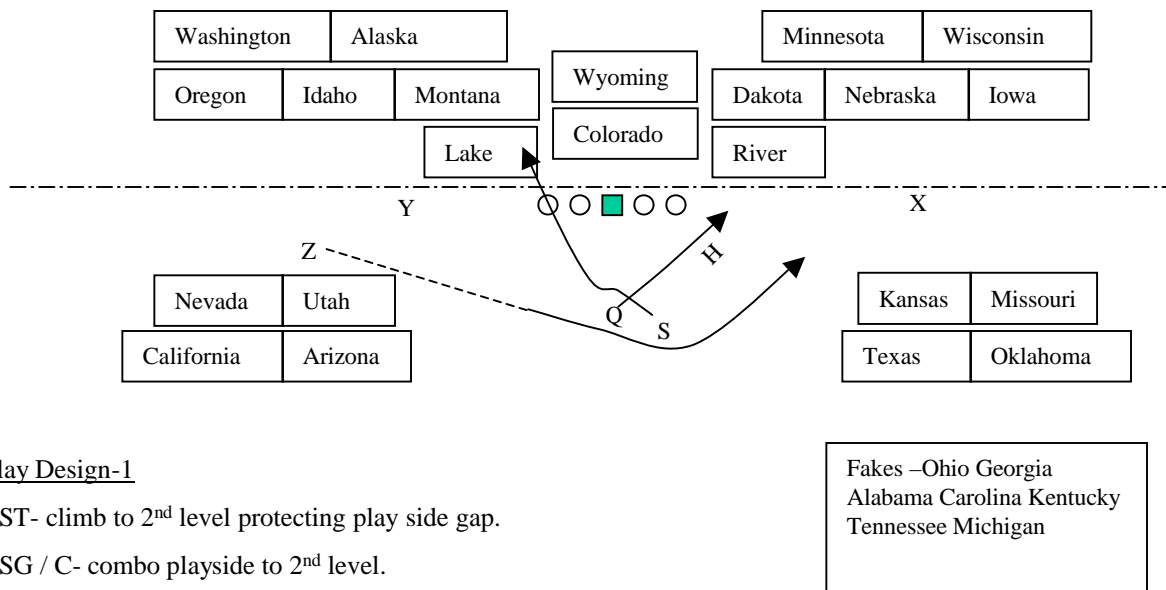 Washington Alaska Minnesota Wisconsin
Wyoming
Oregon Idaho Montana Dakota Nebraska Iowa
Colorado
Lake River
Y X
Z H
Nevada Utah Q S Kansas Missouri
California Arizona Texas Oklahoma
lay Design-1
ST- climb to 2nd level protecting play side gap.
SG / C- combo playside to 2nd level.
Fakes –Ohio Georgia
Alabama Carolina Kentucky
Tennessee Michigan